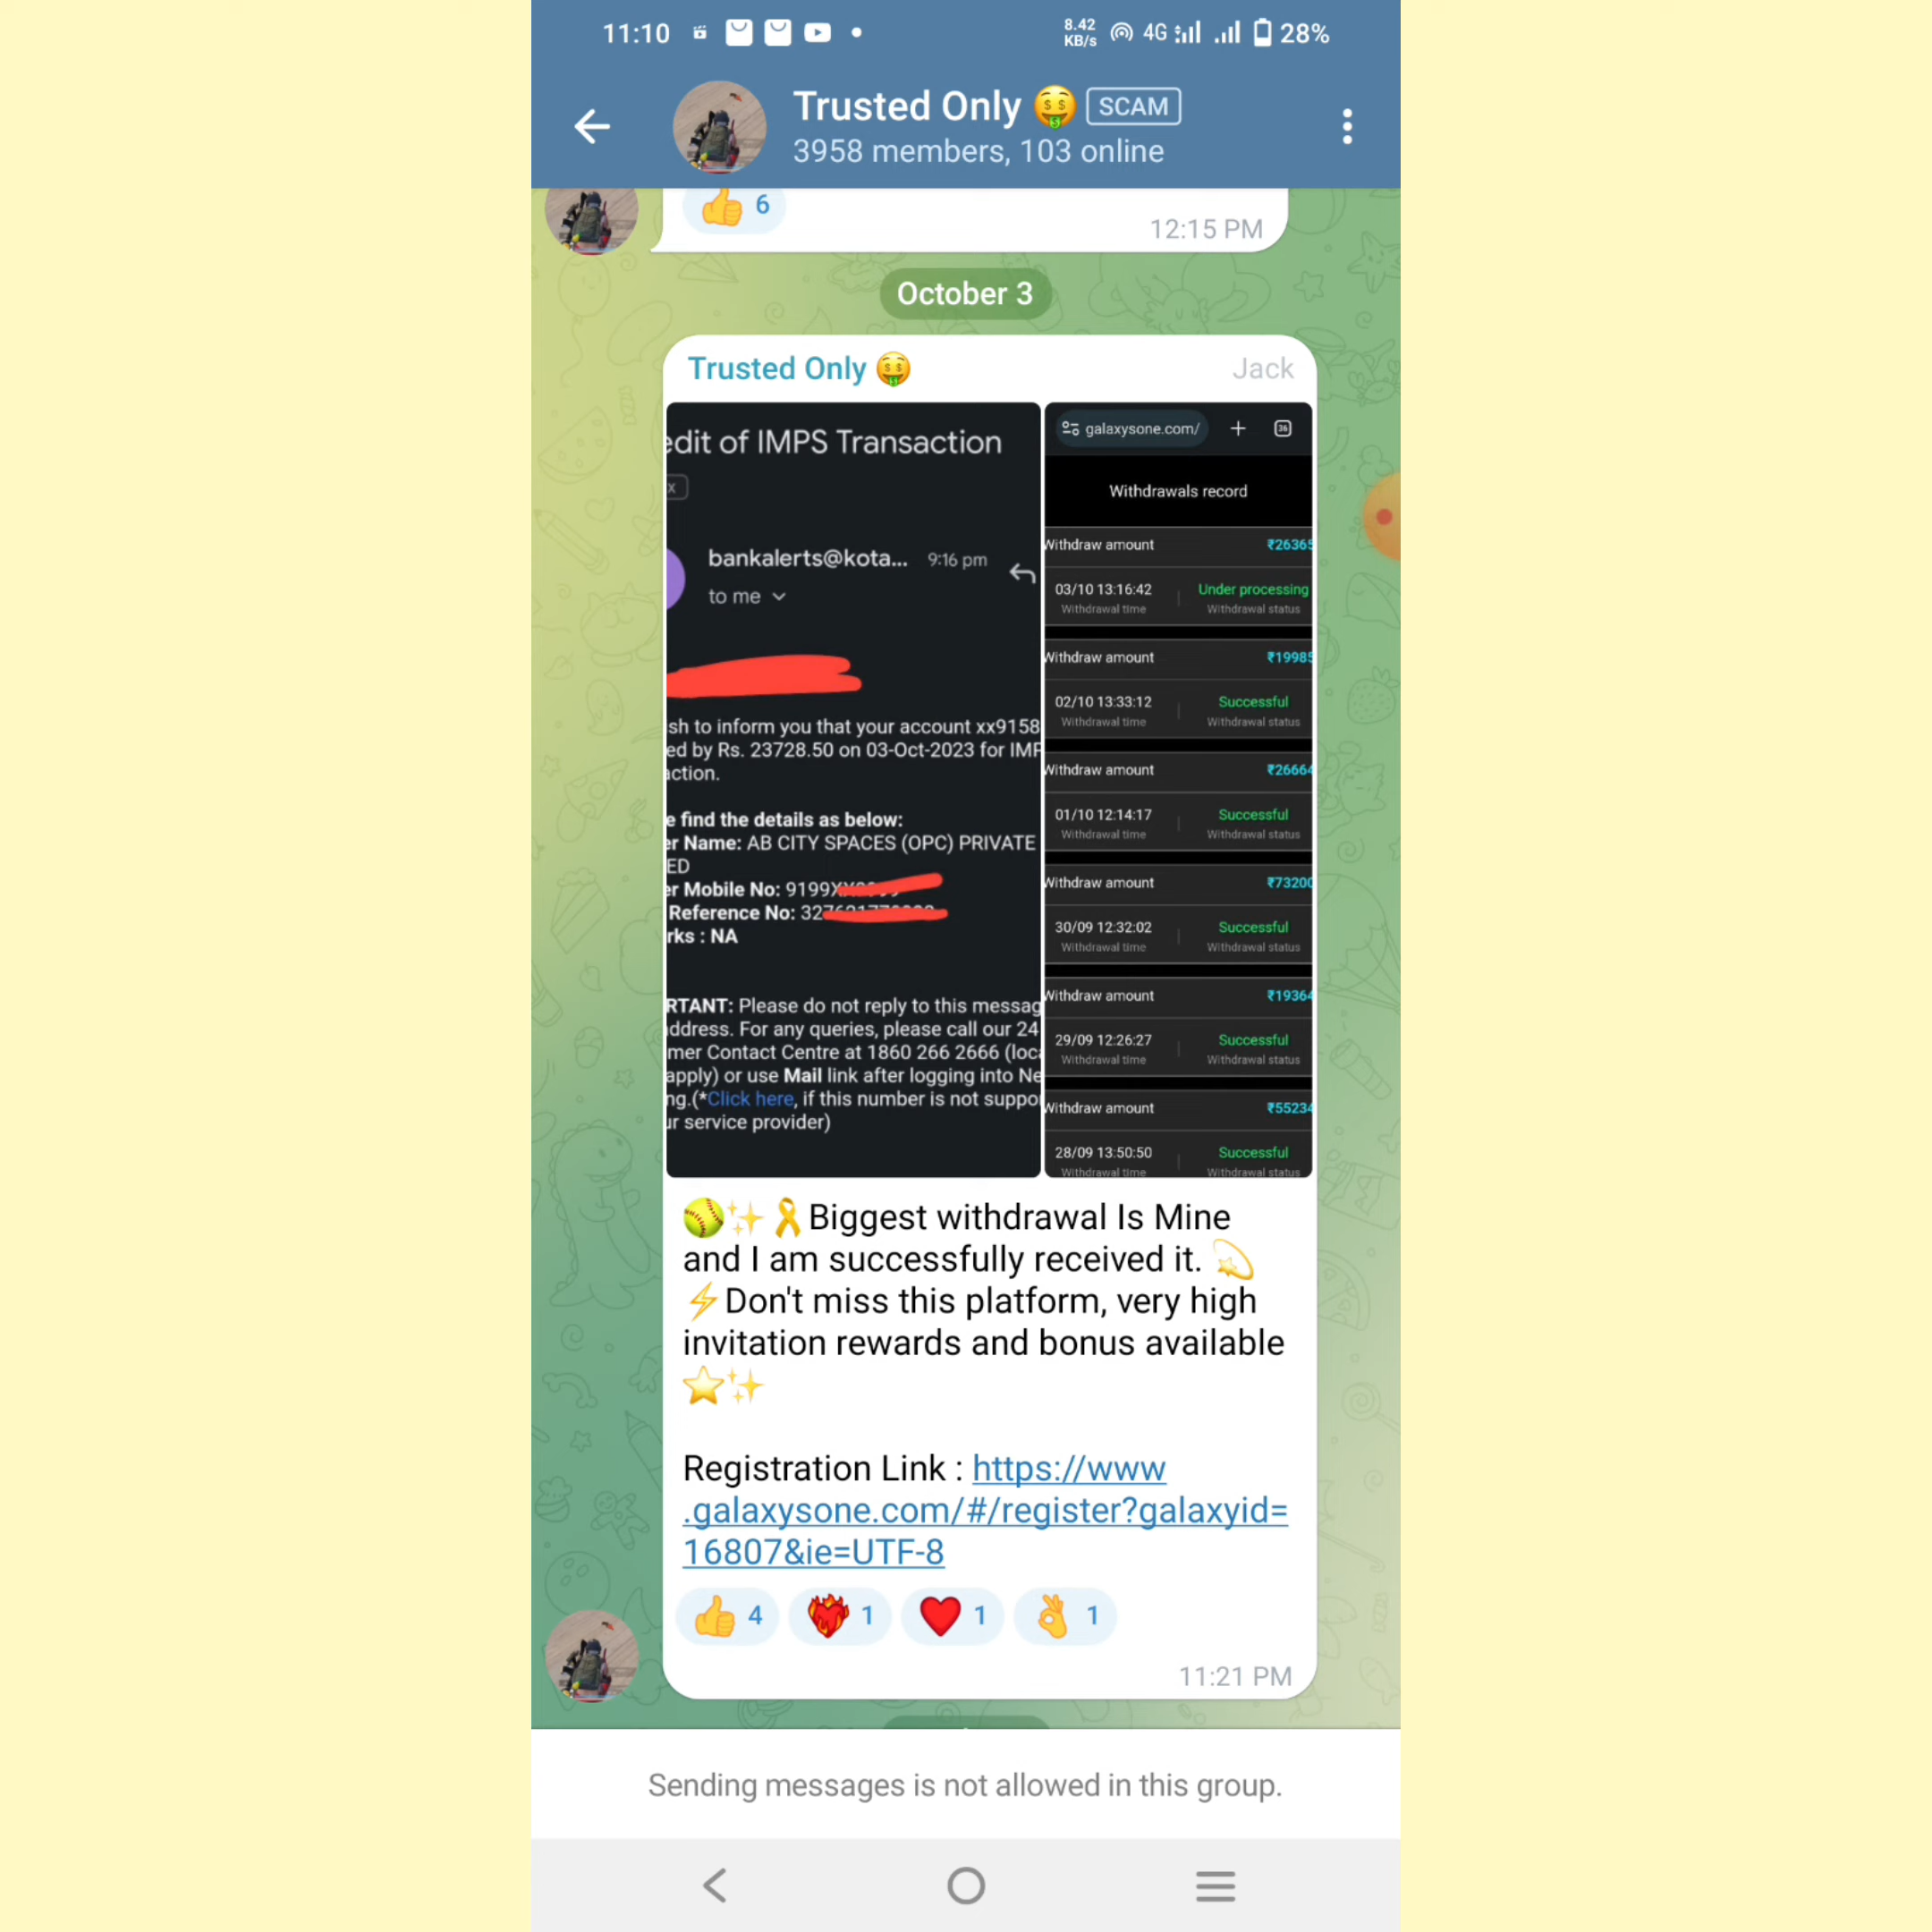 11:10
8.42 KB/s 4G 28%
Trusted Only SCAM
3958 members, 103 online
6
12:15 PM
October 3
Trusted Only Jack
edit of IMPS Transaction
x
bankalerts@kota... 9:16 pm
to me
sh to inform you that your account xx9158
ed by Rs. 23728.50 on 03-Oct-2023 for IMP
action.
e find the details as below:
er Name: AB CITY SPACES (OPC) PRIVATE
ED
er Mobile No: 9199X
Reference No: 32
rks : NA
RTANT: Please do not reply to this messag
ddress. For any queries, please call our 24
mer Contact Centre at 1860 266 2666 (loca
apply) or use Mail link after logging into Ne
ng.(*Click here, if this number is not suppor
ur service provider)
galaxysone.com/ + 36
Withdrawals record
Withdraw amount ₹26365
03/10 13:16:42 Under processing
Withdrawal time Withdrawal status
Withdraw amount ₹19985
02/10 13:33:12 Successful
Withdrawal time Withdrawal status
Withdraw amount ₹26664
01/10 12:14:17 Successful
Withdrawal time Withdrawal status
Withdraw amount ₹73200
30/09 12:32:02 Successful
Withdrawal time Withdrawal status
Withdraw amount ₹19364
29/09 12:26:27 Successful
Withdrawal time Withdrawal status
Withdraw amount ₹55234
28/09 13:50:50 Successful
Withdrawal time Withdrawal status
Biggest withdrawal Is Mine
and I am successfully received it.
Don't miss this platform, very high
invitation rewards and bonus available
Registration Link : https://www
.galaxysone.com/#/register?galaxyid=
16807&ie=UTF-8
4 1 1 1
11:21 PM
Sending messages is not allowed in this group.